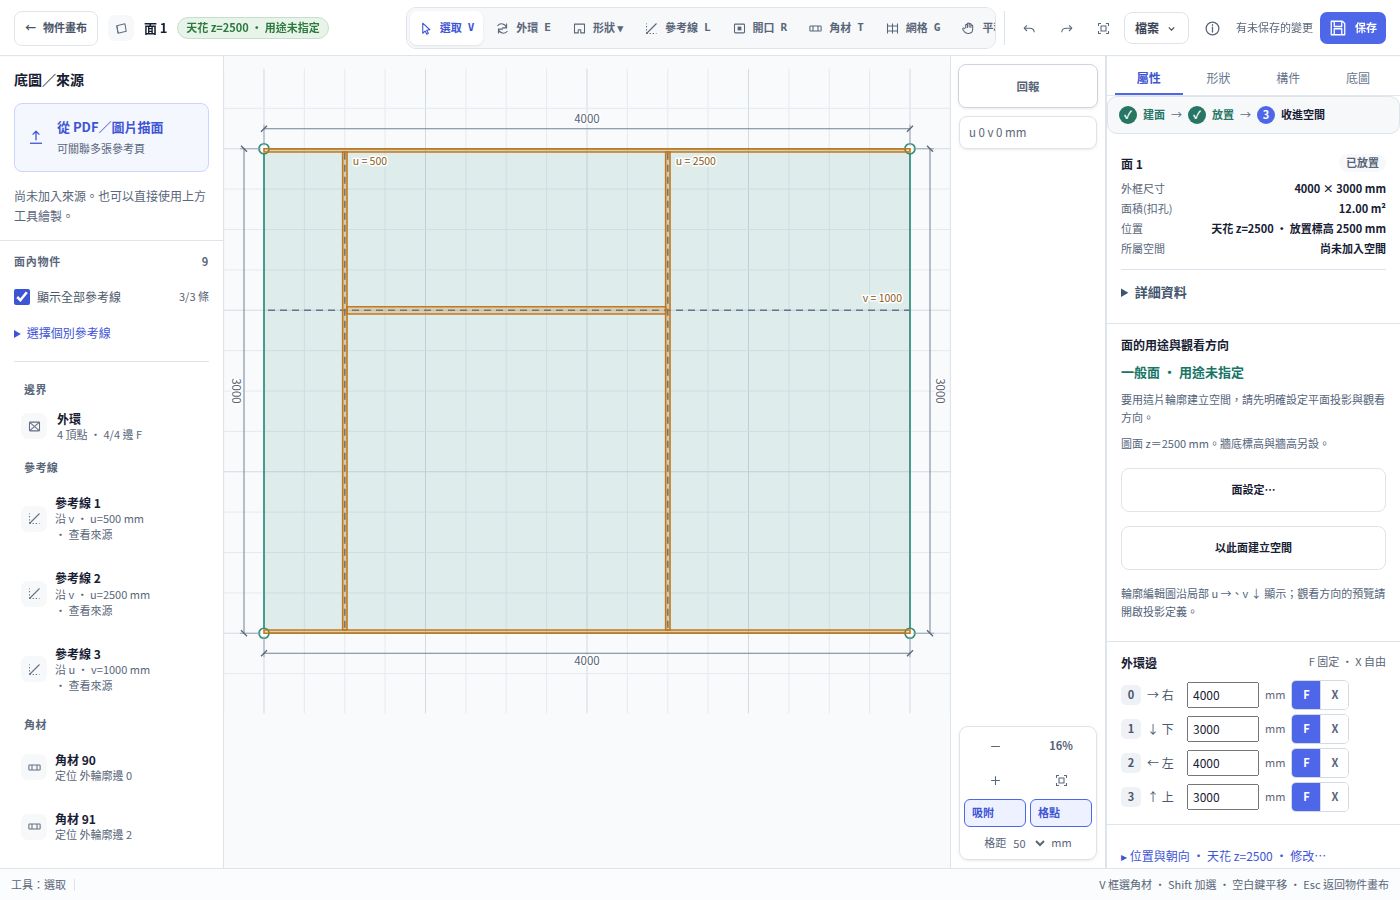 ← 物件畫布
面 1
天花 z=2500 · 用途未指定
選取 V
外環 E
形狀 ▾
參考線 L
開口 R
角材 T
網格 G
檔案
有未保存的變更
保存
底圖／來源
從 PDF／圖片描面
可關聯多張參考頁
尚未加入來源。也可以直接使用上方
工具繪製。
面內物件 9
顯示全部參考線 3/3 條
▶ 選擇個別參考線
邊界
外環
4 頂點 · 4/4 邊 F
參考線
參考線 1
沿 v · u=500 mm
· 查看來源
參考線 2
沿 v · u=2500 mm
· 查看來源
參考線 3
沿 u · v=1000 mm
· 查看來源
角材
角材 90
定位 外輪廓邊 0
角材 91
定位 外輪廓邊 2
4000
u = 500
u = 2500
v = 1000
3000
3000
4000
回報
u 0 v 0 mm
− 16%
+
吸附 格點
格距 50 mm
屬性 形狀 構件 底圖
✓ 建面 → ✓ 放置 → 3 收進空間
面 1 已放置
外框尺寸 4000 × 3000 mm
面積(扣孔) 12.00 m²
位置 天花 z=2500 · 放置標高 2500 mm
所屬空間 尚未加入空間
▶ 詳細資料
面的用途與觀看方向
一般面 · 用途未指定
要用這片輪廓建立空間，請先明確設定平面投影與觀看
方向。
圖面 z＝2500 mm。牆底標高與牆高另設。
面設定…
以此面建立空間
輪廓編輯圖沿局部 u →、v ↓ 顯示；觀看方向的預覽請
開啟投影定義。
外環邊 F 固定 · X 自由
0 → 右 4000 mm F X
1 ↓ 下 3000 mm F X
2 ← 左 4000 mm F X
3 ↑ 上 3000 mm F X
▸ 位置與朝向 · 天花 z=2500 · 修改…
工具：選取
V 框選角材 · Shift 加選 · 空白鍵平移 · Esc 返回物件畫布